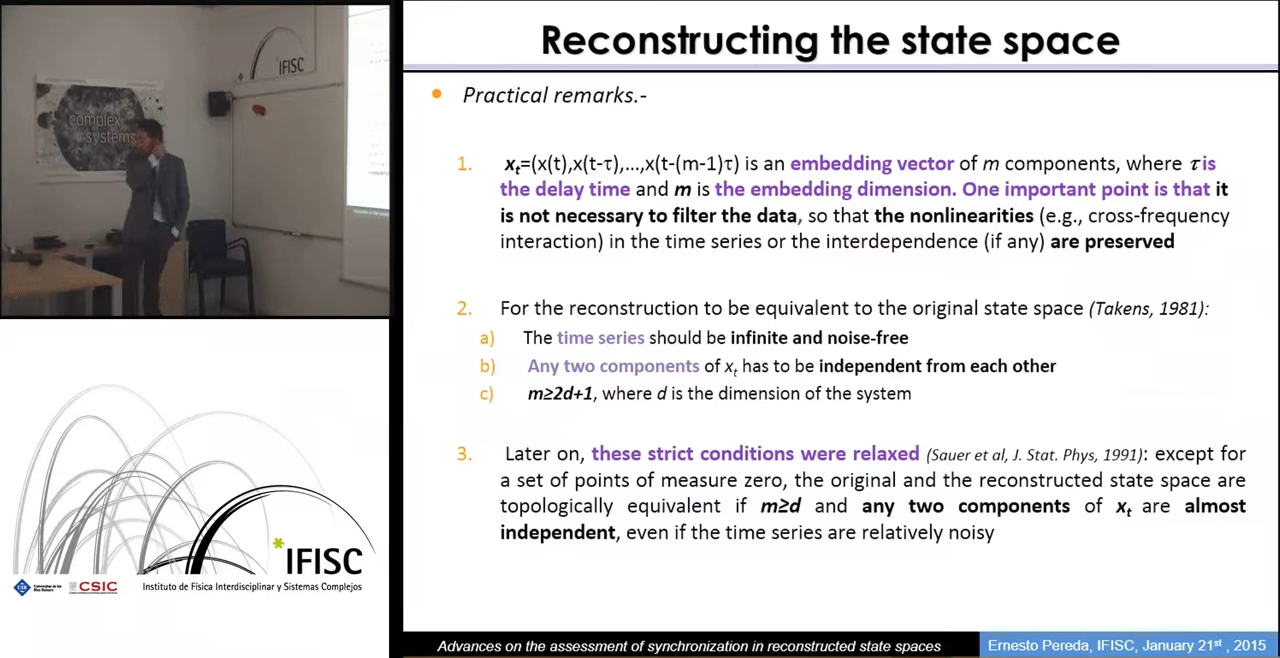 Reconstructing the state space
Practical remarks.-
1. xt=(x(t),x(t-τ),...,x(t-(m-1)τ) is an embedding vector of m components, where τ is
the delay time and m is the embedding dimension. One important point is that it
is not necessary to filter the data, so that the nonlinearities (e.g., cross-frequency
interaction) in the time series or the interdependence (if any) are preserved
2. For the reconstruction to be equivalent to the original state space (Takens, 1981):
a) The time series should be infinite and noise-free
b) Any two components of xt has to be independent from each other
c) m≥2d+1, where d is the dimension of the system
3. Later on, these strict conditions were relaxed (Sauer et al, J. Stat. Phys, 1991): except for
a set of points of measure zero, the original and the reconstructed state space are
topologically equivalent if m≥d and any two components of xt are almost
independent, even if the time series are relatively noisy
Advances on the assessment of synchronization in reconstructed state spaces
Ernesto Pereda, IFISC, January 21st , 2015
IFISC
complex
systems
*IFISC
CSIC
Instituto de Física Interdisciplinar y Sistemas Complejos